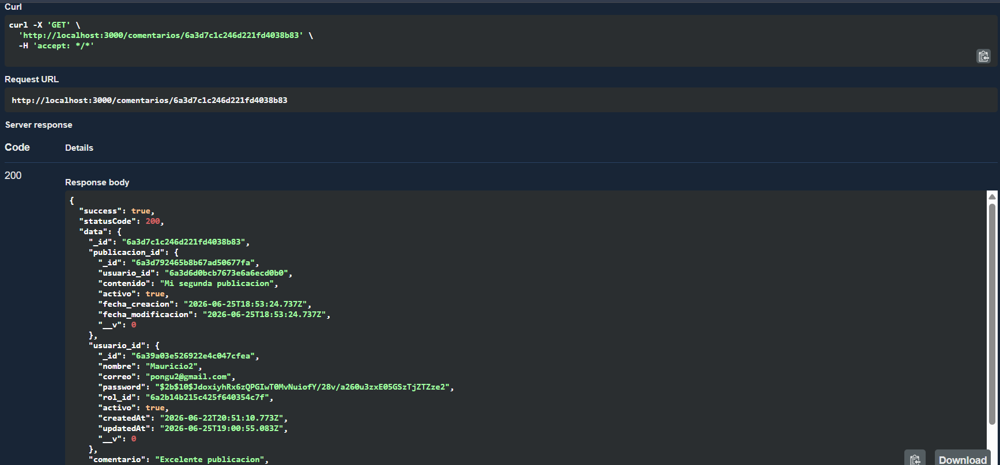 Curl
curl -X 'GET' \
'http://localhost:3000/comentarios/6a3d7c1c246d221fd4038b83' \
-H 'accept: */*'
Request URL
http://localhost:3000/comentarios/6a3d7c1c246d221fd4038b83
Server response
Code Details
200
Response body
{
"success": true,
"statusCode": 200,
"data": {
"_id": "6a3d7c1c246d221fd4038b83",
"publicacion_id": {
"_id": "6a3d792465b8b67ad50677fa",
"usuario_id": "6a3d6d0bcb7673e6a6ecd0b0",
"contenido": "Mi segunda publicacion",
"activo": true,
"fecha_creacion": "2026-06-25T18:53:24.737Z",
"fecha_modificacion": "2026-06-25T18:53:24.737Z",
"__v": 0
},
"usuario_id": {
"_id": "6a39a03e526922e4c047cfea",
"nombre": "Mauricio2",
"correo": "pongu2@gmail.com",
"password": "$2b$10$JdoxiyhRx6zQPGIwT0MvNuiofY/28v/a260u3zxE05GSzTjZTZze2",
"rol_id": "6a2b14b215c425f640354c7f",
"activo": true,
"createdAt": "2026-06-22T20:51:10.773Z",
"updatedAt": "2026-06-25T19:00:55.083Z",
"__v": 0
},
"comentario": "Excelente publicacion",
Download